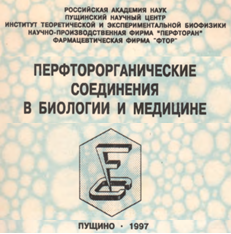 РОССИЙСКАЯ АКАДЕМИЯ НАУК
ПУЩИНСКИЙ НАУЧНЫЙ ЦЕНТР
ИНСТИТУТ ТЕОРЕТИЧЕСКОЙ И ЭКСПЕРИМЕНТАЛЬНОЙ БИОФИЗИКИ
НАУЧНО-ПРОИЗВОДСТВЕННАЯ ФИРМА "ПЕРФТОРАН"
ФАРМАЦЕВТИЧЕСКАЯ ФИРМА "ФТОР"
ПЕРФТОРОРГАНИЧЕСКИЕ
СОЕДИНЕНИЯ
В БИОЛОГИИ И МЕДИЦИНЕ
ПУЩИНО · 1997